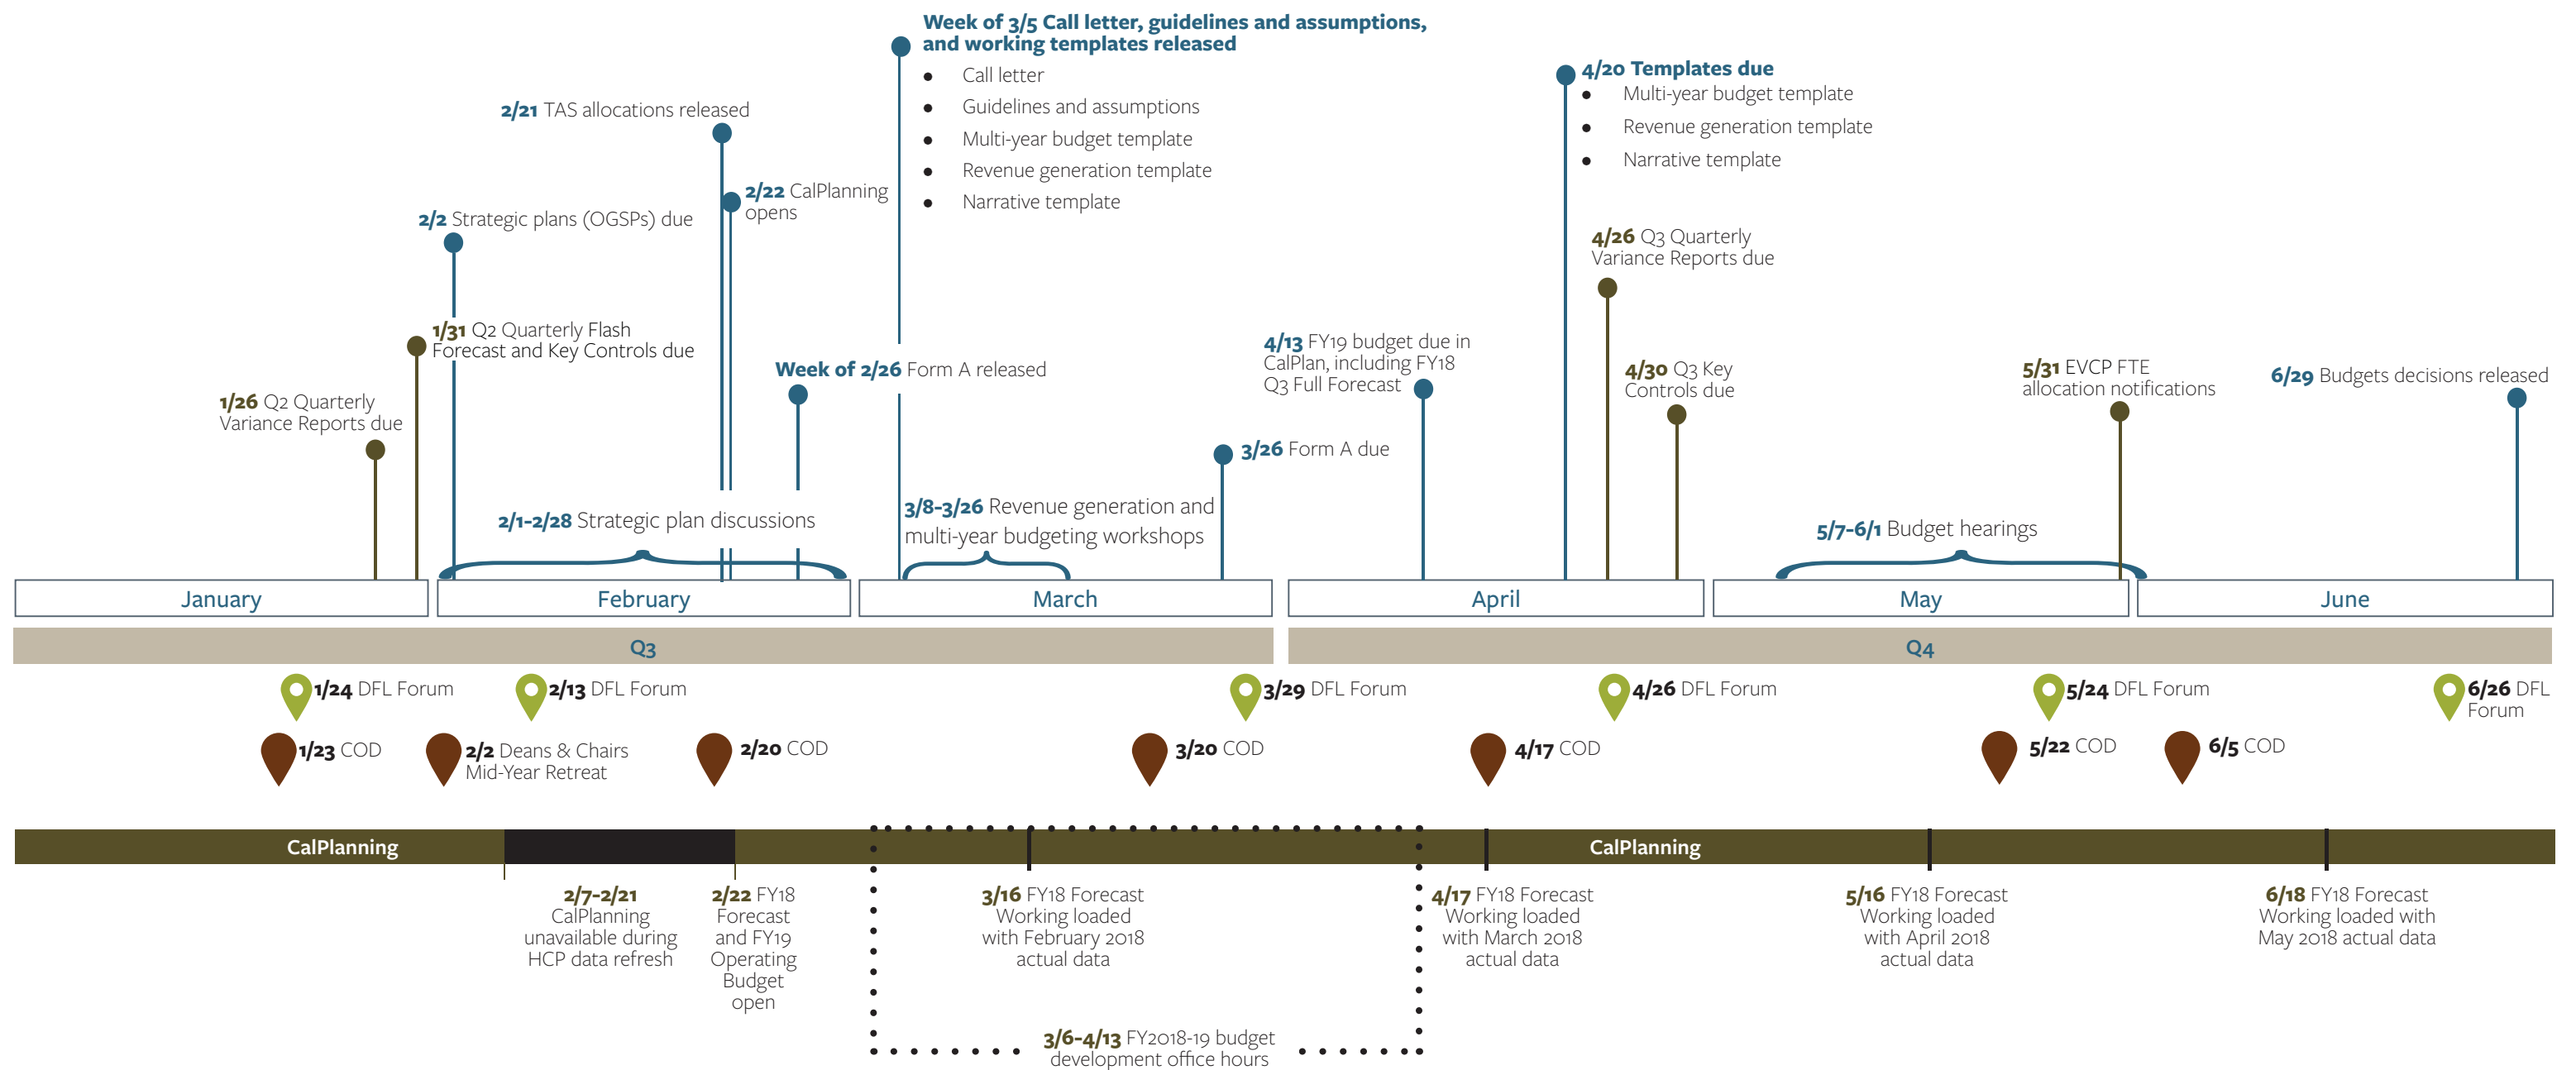 Week of 3/5 Call letter, guidelines and assumptions,
and working templates released
● Call letter
● Guidelines and assumptions
● Multi-year budget template
● Revenue generation template
● Narrative template
4/20 Templates due
● Multi-year budget template
● Revenue generation template
● Narrative template
2/21 TAS allocations released
2/22 CalPlanning
opens
2/2 Strategic plans (OGSPs) due
4/26 Q3 Quarterly
Variance Reports due
1/31 Q2 Quarterly Flash
Forecast and Key Controls due
4/13 FY19 budget due in
CalPlan, including FY18
Q3 Full Forecast
Week of 2/26 Form A released
4/30 Q3 Key
Controls due
5/31 EVCP FTE
allocation notifications
6/29 Budgets decisions released
1/26 Q2 Quarterly
Variance Reports due
3/26 Form A due
2/1-2/28 Strategic plan discussions
3/8-3/26 Revenue generation and
multi-year budgeting workshops
5/7-6/1 Budget hearings
January
February
March
April
May
June
Q3
Q4
1/24 DFL Forum
2/13 DFL Forum
3/29 DFL Forum
4/26 DFL Forum
5/24 DFL Forum
6/26 DFL
Forum
1/23 COD
2/2 Deans & Chairs
Mid-Year Retreat
2/20 COD
3/20 COD
4/17 COD
5/22 COD
6/5 COD
CalPlanning
CalPlanning
2/7-2/21
CalPlanning
unavailable during
HCP data refresh
2/22 FY18
Forecast
and FY19
Operating
Budget
open
3/16 FY18 Forecast
Working loaded
with February 2018
actual data
4/17 FY18 Forecast
Working loaded
with March 2018
actual data
5/16 FY18 Forecast
Working loaded
with April 2018
actual data
6/18 FY18 Forecast
Working loaded with
May 2018 actual data
3/6-4/13 FY2018-19 budget
development office hours